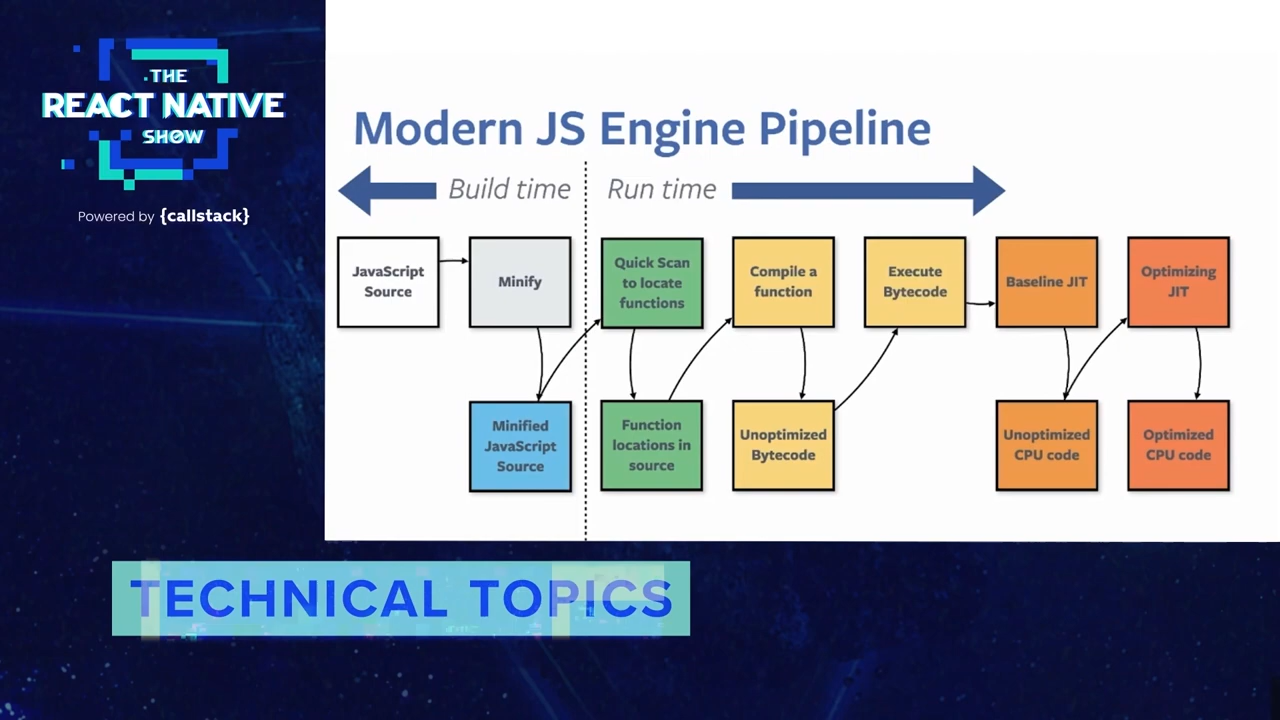 THE
REACT NATIVE
SHOW
Powered by {callstack}
Modern JS Engine Pipeline
Build time
Run time
JavaScript
Source
Minify
Quick Scan
to locate
functions
Compile a
function
Execute
Bytecode
Baseline JIT
Optimizing
JIT
Minified
JavaScript
Source
Function
locations in
source
Unoptimized
Bytecode
Unoptimized
CPU code
Optimized
CPU code
TECHNICAL TOPICS